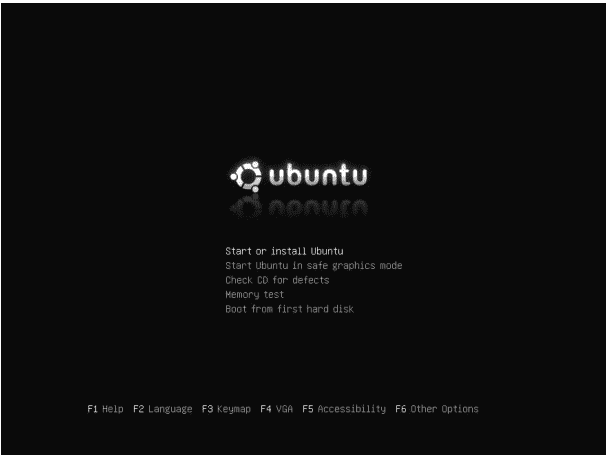 ubuntu
Start or install Ubuntu
Start Ubuntu in safe graphics mode
Check CD for defects
Memory test
Boot from first hard disk
F1 Help F2 Language F3 Keymap F4 VGA F5 Accessibility F6 Other Options